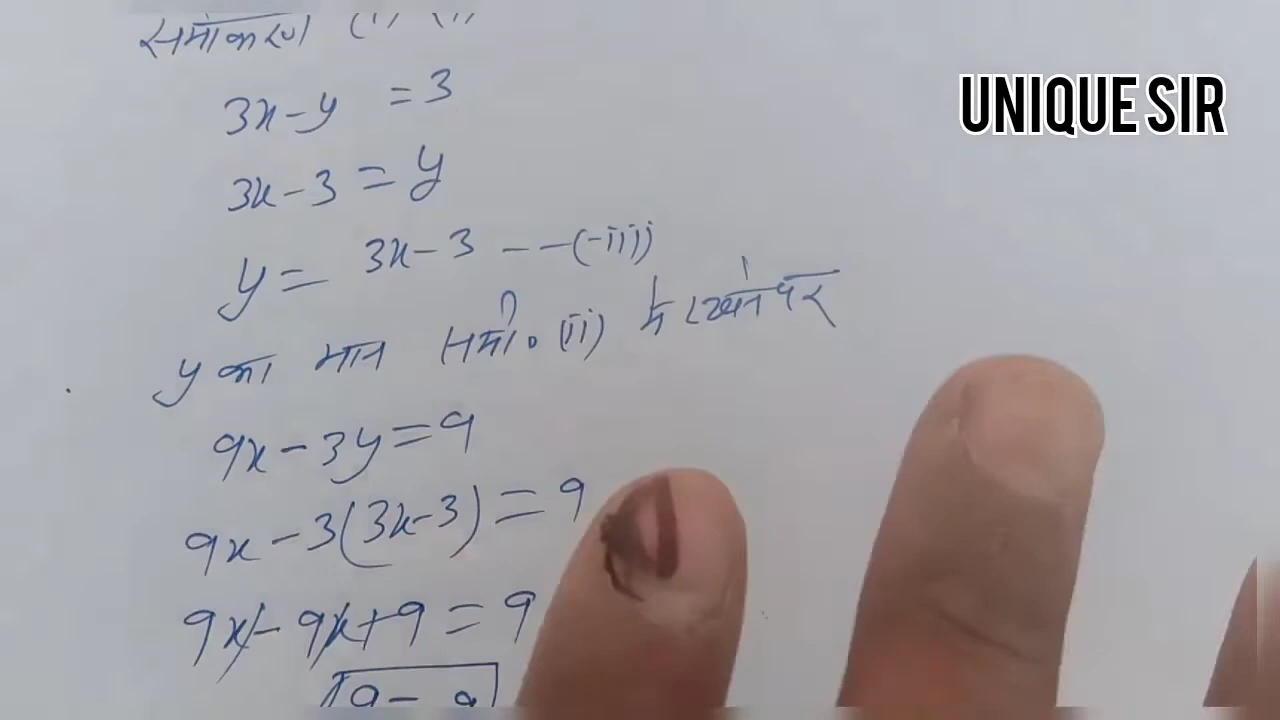 समीकरण
UNIQUE SIR
3x - y = 3
3x - 3 = y
y = 3x - 3 - - (-iii)
y का मान समी० (ii) में रखने पर
9x - 3y = 9
9x - 3(3x-3) = 9
9x - 9x + 9 = 9